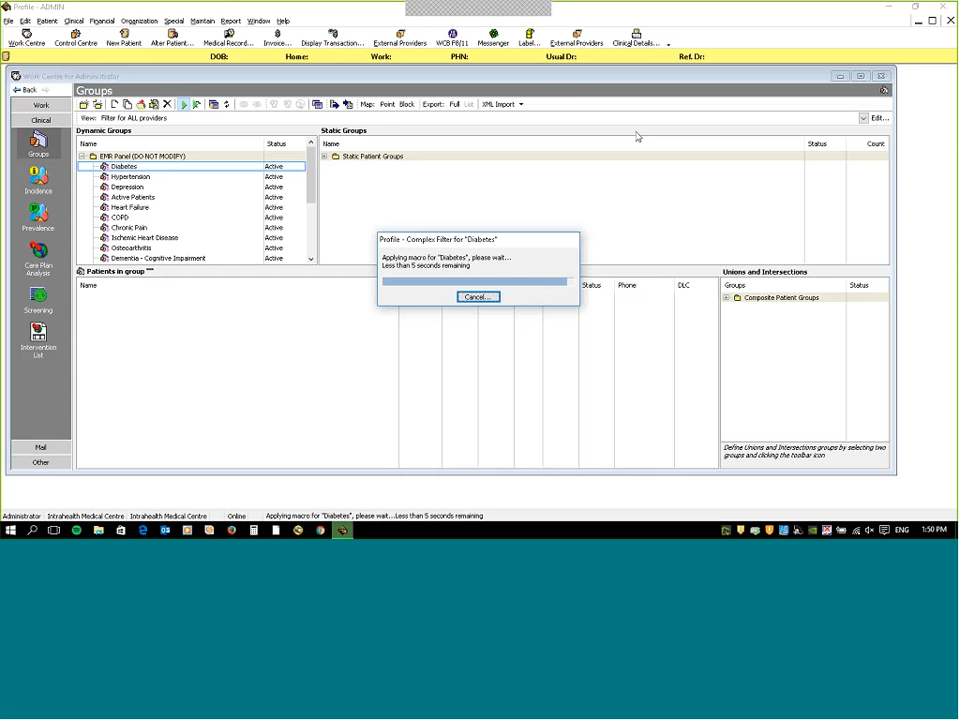 Profile - ADMIN
File Edit Patient Clinical Financial Organization Special Maintain Report Window Help
Work Centre Control Centre New Patient Alter Patient... Medical Record... Invoice... Display Transaction... External Providers WCB F8/11 Messenger Label... External Providers Clinical Details...
DOB: Home: Work: PHN: Usual Dr: Ref. Dr:
Work Centre for Administrator
Back Groups
Work Map: Point Block Export: Full List XML Import
Clinical View: Filter for ALL providers Edit...
Dynamic Groups Static Groups
Name Status Name Status Count
EMR Panel (DO NOT MODIFY) Static Patient Groups
Groups
Diabetes Active
Hypertension Active
Depression Active
Incidence
Active Patients Active
Heart Failure Active
COPD Active
Prevalence
Chronic Pain Active
Ischemic Heart Disease Active
Profile - Complex Filter for "Diabetes"
Osteoarthritis Active
Dementia - Cognitive Impairment Active
Applying macro for "Diabetes", please wait...
Less than 5 seconds remaining
Cancel...
Care Plan
Analysis
Patients in group *** Unions and Intersections
Name Status Phone DLC Groups Status
Composite Patient Groups
Screening
Intervention
List
Mail
Define Unions and Intersections groups by selecting two
groups and clicking the toolbar icon
Other
Administrator Intrahealth Medical Centre Intrahealth Medical Centre Online Applying macro for "Diabetes", please wait...Less than 5 seconds remaining
ENG 1:50 PM